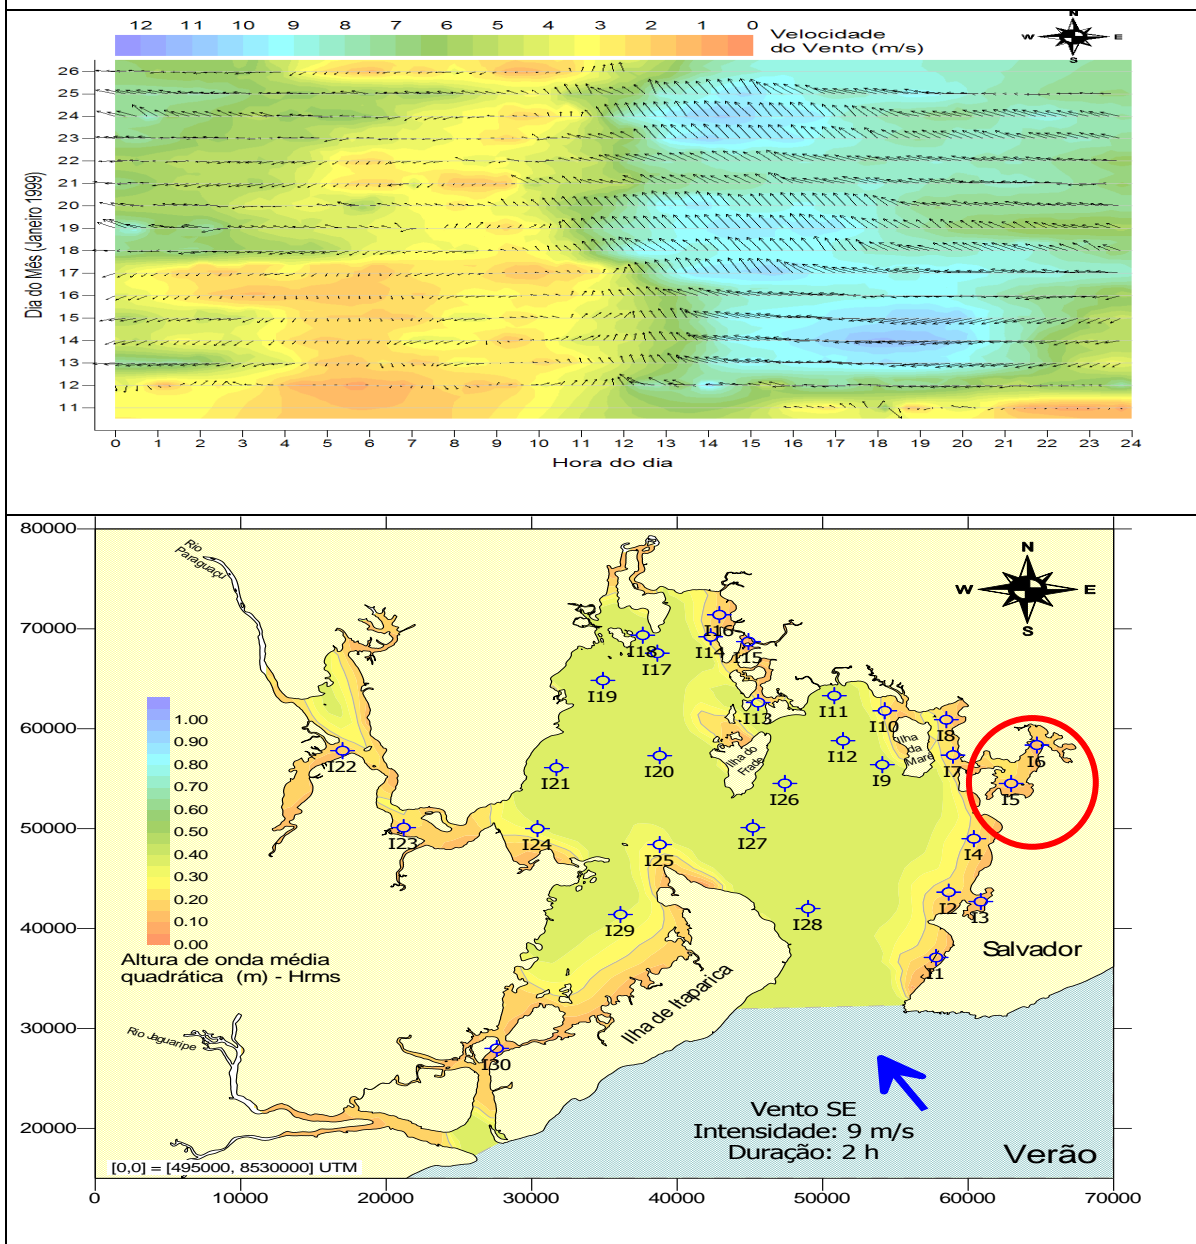 12 11 10 9 8 7 6 5 4 3 2 1 0
Velocidade
do Vento (m/s)
N
W E
S
Dia do Mês (Janeiro 1999)
26
25
24
23
22
21
20
19
18
17
16
15
14
13
12
11
0 1 2 3 4 5 6 7 8 9 10 11 12 13 14 15 16 17 18 19 20 21 22 23 24
Hora do dia
80000
70000
60000
50000
40000
30000
20000
Rio
Paraguaçu
N
W E
S
I16
I18
I14
I15
I17
I19
I13
I11
I10
I8
I22
I21
I20
Ilha do
Frade
I12
Ilha
da
Maré
I9
I7
I6
I26
I5
I23
I24
I25
I27
I4
I29
I28
I2
I3
I1
Salvador
1.00
0.90
0.80
0.70
0.60
0.50
0.40
0.30
0.20
0.10
0.00
Altura de onda média
quadrática (m) - Hrms
Ilha de Itaparica
Rio Jaguaripe
I30
Vento SE
Intensidade: 9 m/s
Duração: 2 h
Verão
[0,0] = [495000, 8530000] UTM
0 10000 20000 30000 40000 50000 60000 70000